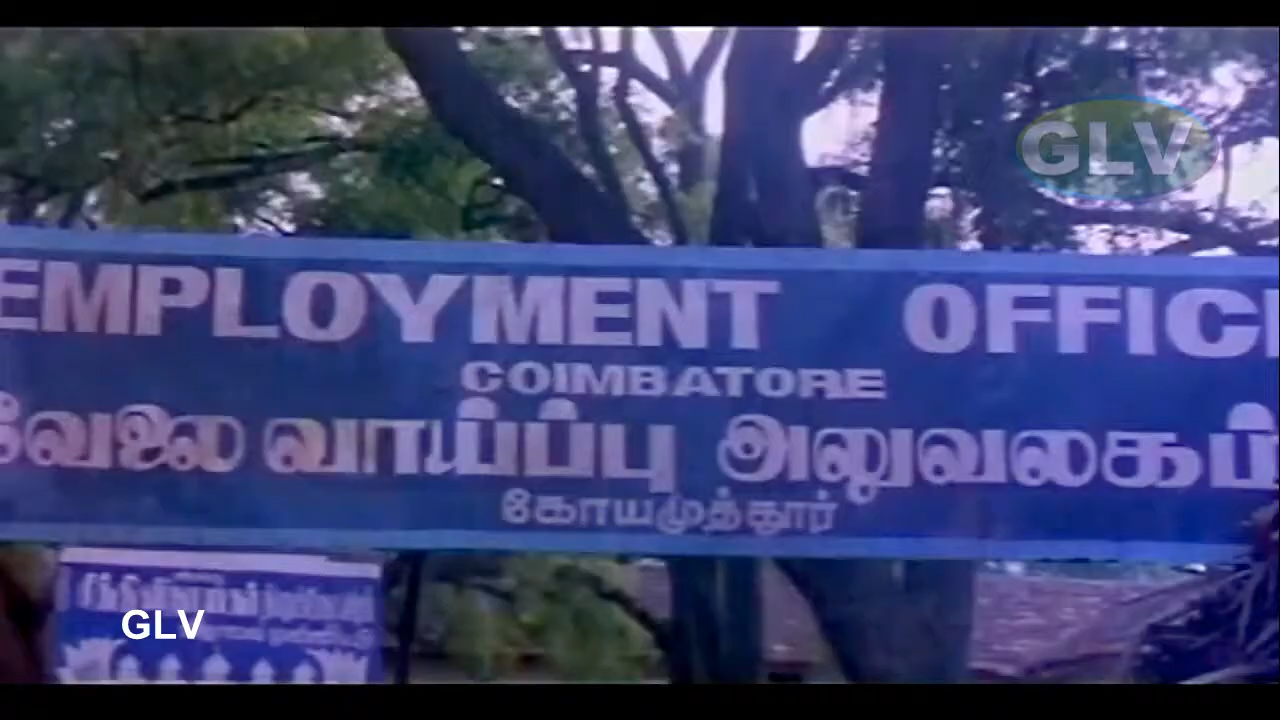 GLV
EMPLOYMENT OFFIC
COIMBATORE
வேலை வாய்ப்பு அலுவலகம்
கோயமுத்தூர்
GLV